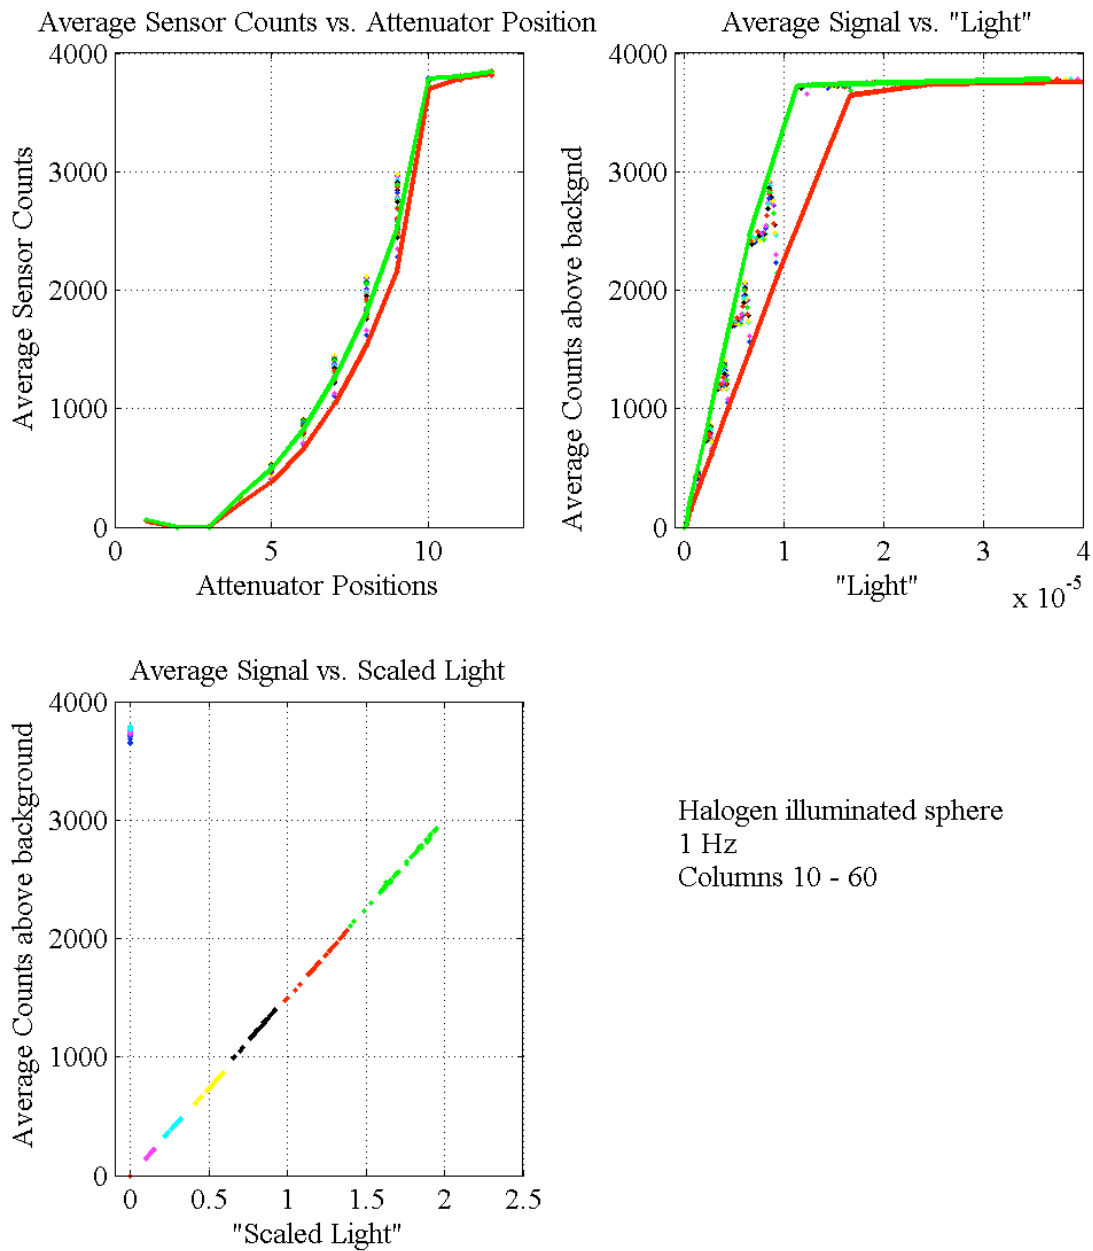 Average Sensor Counts vs. Attenuator Position
4000
3000
2000
1000
0
Average Sensor Counts
0 5 10
Attenuator Positions
Average Signal vs. "Light"
4000
3000
2000
1000
0
Average Counts above backgnd
0 1 2 3 4
"Light"
x 10-5
Average Signal vs. Scaled Light
4000
3000
2000
1000
0
Average Counts above background
0 0.5 1 1.5 2 2.5
"Scaled Light"
Halogen illuminated sphere
1 Hz
Columns 10 - 60